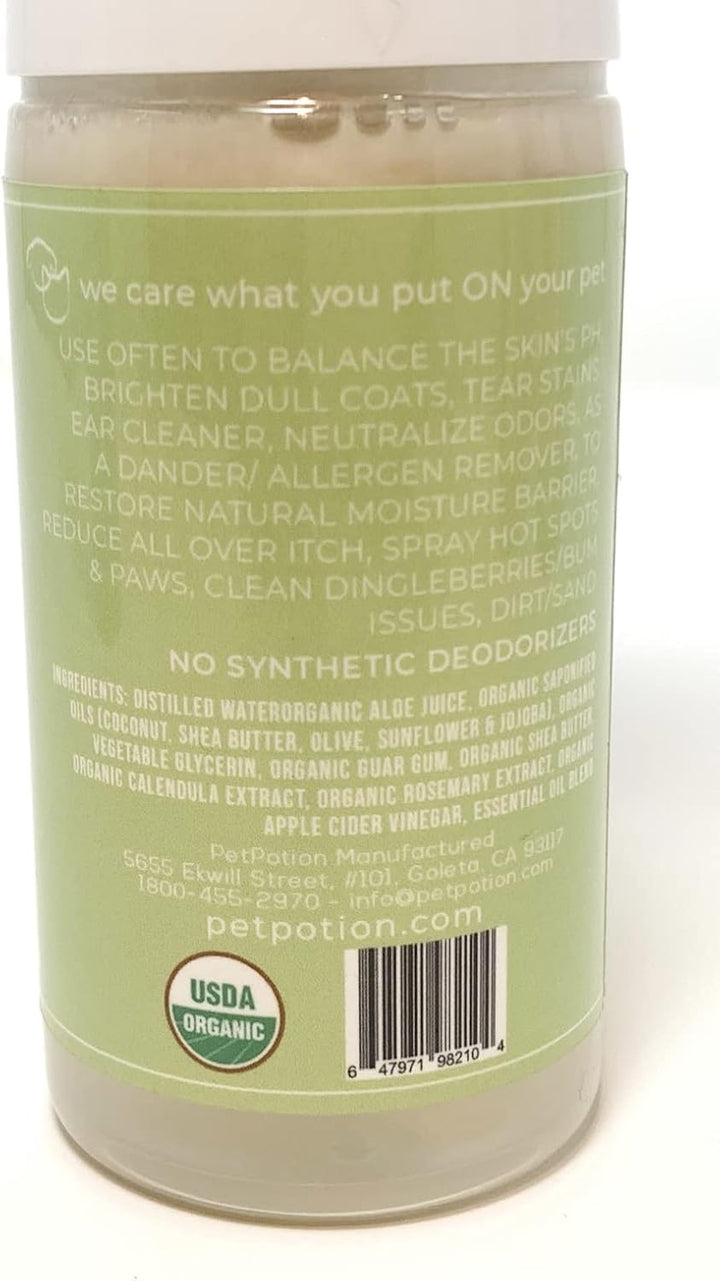 we care what you put ON your pet
USE OFTEN TO BALANCE THE SKIN'S PH,
BRIGHTEN DULL COATS, TEAR STAINS
EAR CLEANER, NEUTRALIZE ODORS, AS
A DANDER/ ALLERGEN REMOVER, TO
RESTORE NATURAL MOISTURE BARRIER,
REDUCE ALL OVER ITCH, SPRAY HOT SPOTS
& PAWS, CLEAN DINGLEBERRIES/BUM
ISSUES, DIRT/SAND
NO SYNTHETIC DEODORIZERS
INGREDIENTS: DISTILLED WATERORGANIC ALOE JUICE, ORGANIC SAPONIFIED
OILS (COCONUT, SHEA BUTTER, OLIVE, SUNFLOWER & JOJOBA), ORGANIC
VEGETABLE GLYCERIN, ORGANIC GUAR GUM, ORGANIC SHEA BUTTER,
ORGANIC CALENDULA EXTRACT, ORGANIC ROSEMARY EXTRACT, ORGANIC
APPLE CIDER VINEGAR, ESSENTIAL OIL BLEND
PetPotion Manufactured
5655 Ekwill Street, #101, Goleta, CA 93117
1800-455-2970 - info@petpotion.com
petpotion.com
USDA
ORGANIC
6 47971 98210 4